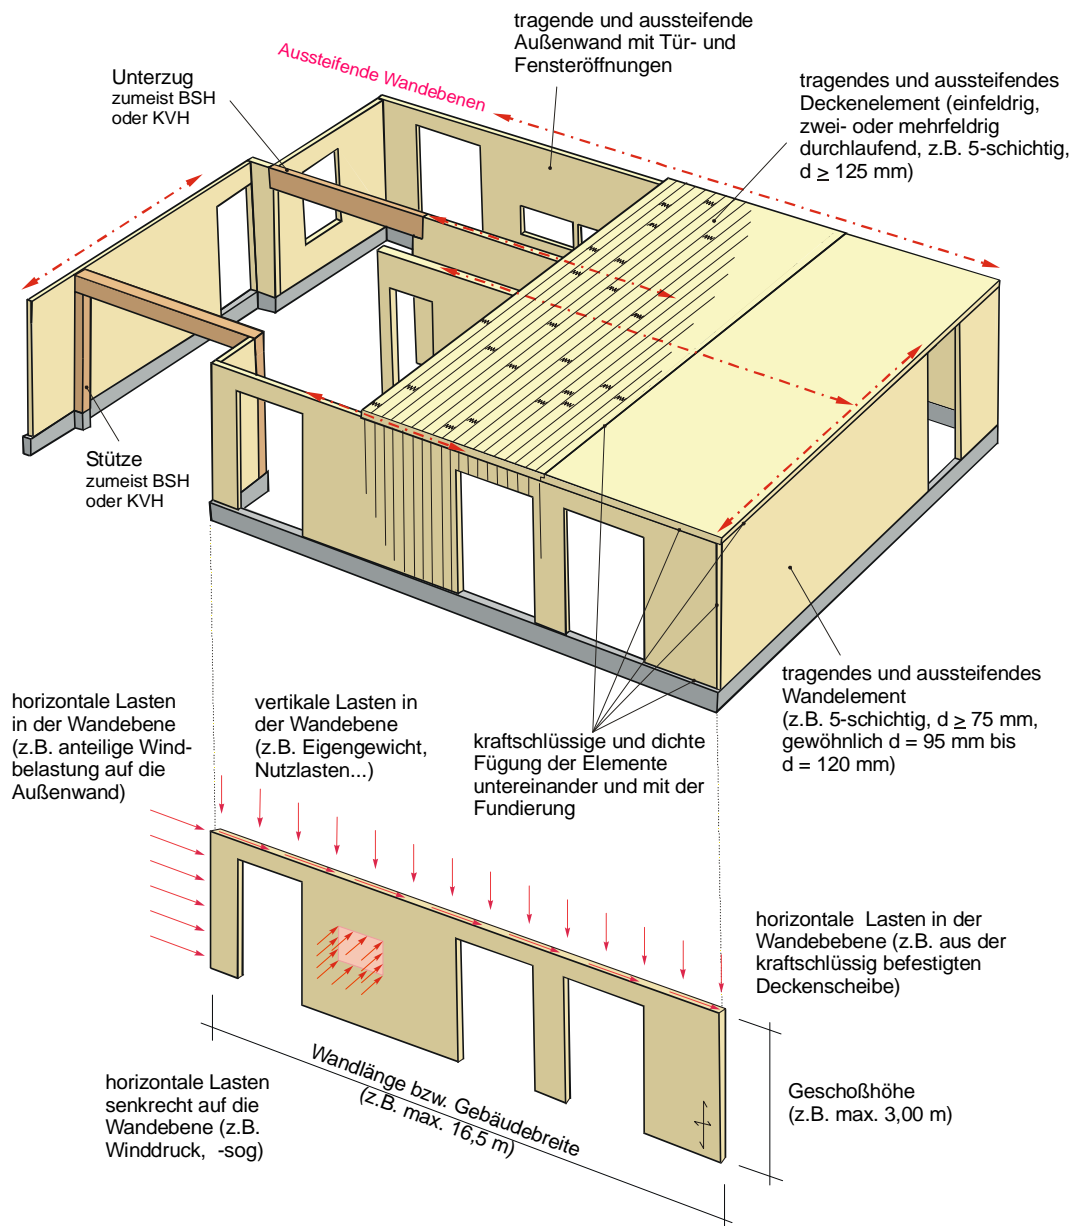 tragende und aussteifende
Außenwand mit Tür- und
Fensteröffnungen
Aussteifende Wandebenen
Unterzug
zumeist BSH
oder KVH
tragendes und aussteifendes
Deckenelement (einfeldrig,
zwei- oder mehrfeldrig
durchlaufend, z.B. 5-schichtig,
d ≥ 125 mm)
Stütze
zumeist BSH
oder KVH
tragendes und aussteifendes
Wandelement
(z.B. 5-schichtig, d ≥ 75 mm,
gewöhnlich d = 95 mm bis
d = 120 mm)
horizontale Lasten
in der Wandebene
(z.B. anteilige Wind-
belastung auf die
Außenwand)
vertikale Lasten in
der Wandebene
(z.B. Eigengewicht,
Nutzlasten...)
kraftschlüssige und dichte
Fügung der Elemente
untereinander und mit der
Fundierung
horizontale Lasten in der
Wandebebene (z.B. aus der
kraftschlüssig befestigten
Deckenscheibe)
horizontale Lasten
senkrecht auf die
Wandebene (z.B.
Winddruck, -sog)
Wandlänge bzw. Gebäudebreite
(z.B. max. 16,5 m)
Geschoßhöhe
(z.B. max. 3,00 m)